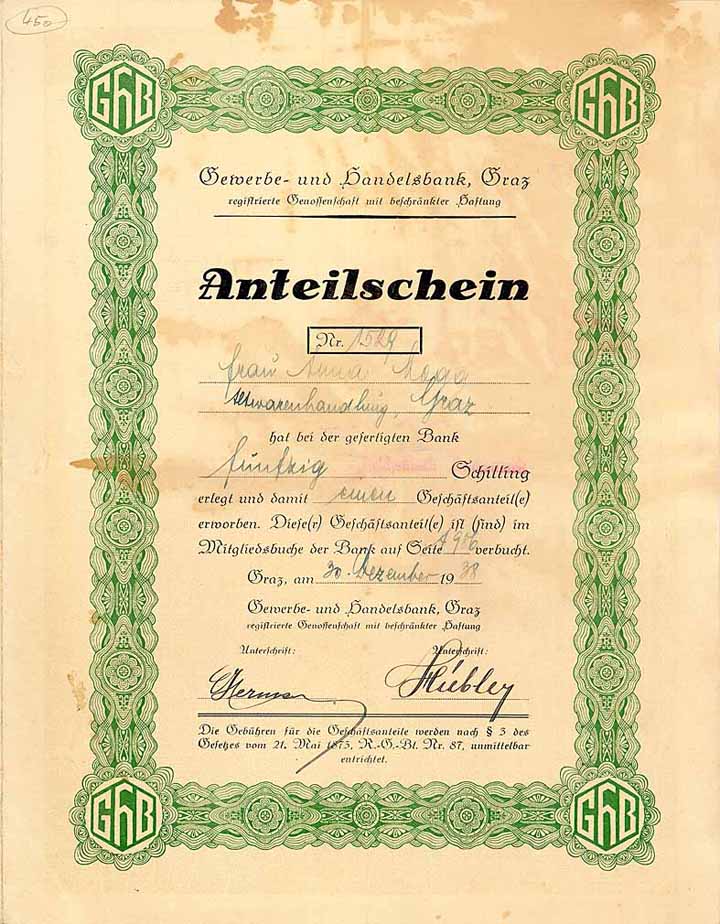 450
GHB GHB
Gewerbe- und Handelsbank, Graz
registrierte Genossenschaft mit beschränkter Haftung
Anteilschein
Nr. 1529
Frau Anna
Graz
hat bei der gefertigten Bank
fünfzig Schilling
erlegt und damit einen Geschäftsanteil(e)
erworben. Diese(r) Geschäftsanteil(e) ist (sind) im
Mitgliedsbuche der Bank auf Seite verbucht.
Graz, am 30. Dezember 1938
Gewerbe- und Handelsbank, Graz
registrierte Genossenschaft mit beschränkter Haftung
Unterschrift: Unterschrift:
Die Gebühren für die Geschäftsanteile werden nach § 3 des
Gesetzes vom 21. Mai 1873, R.-G.-Bl. Nr. 87, unmittelbar
entrichtet.
GHB GHB